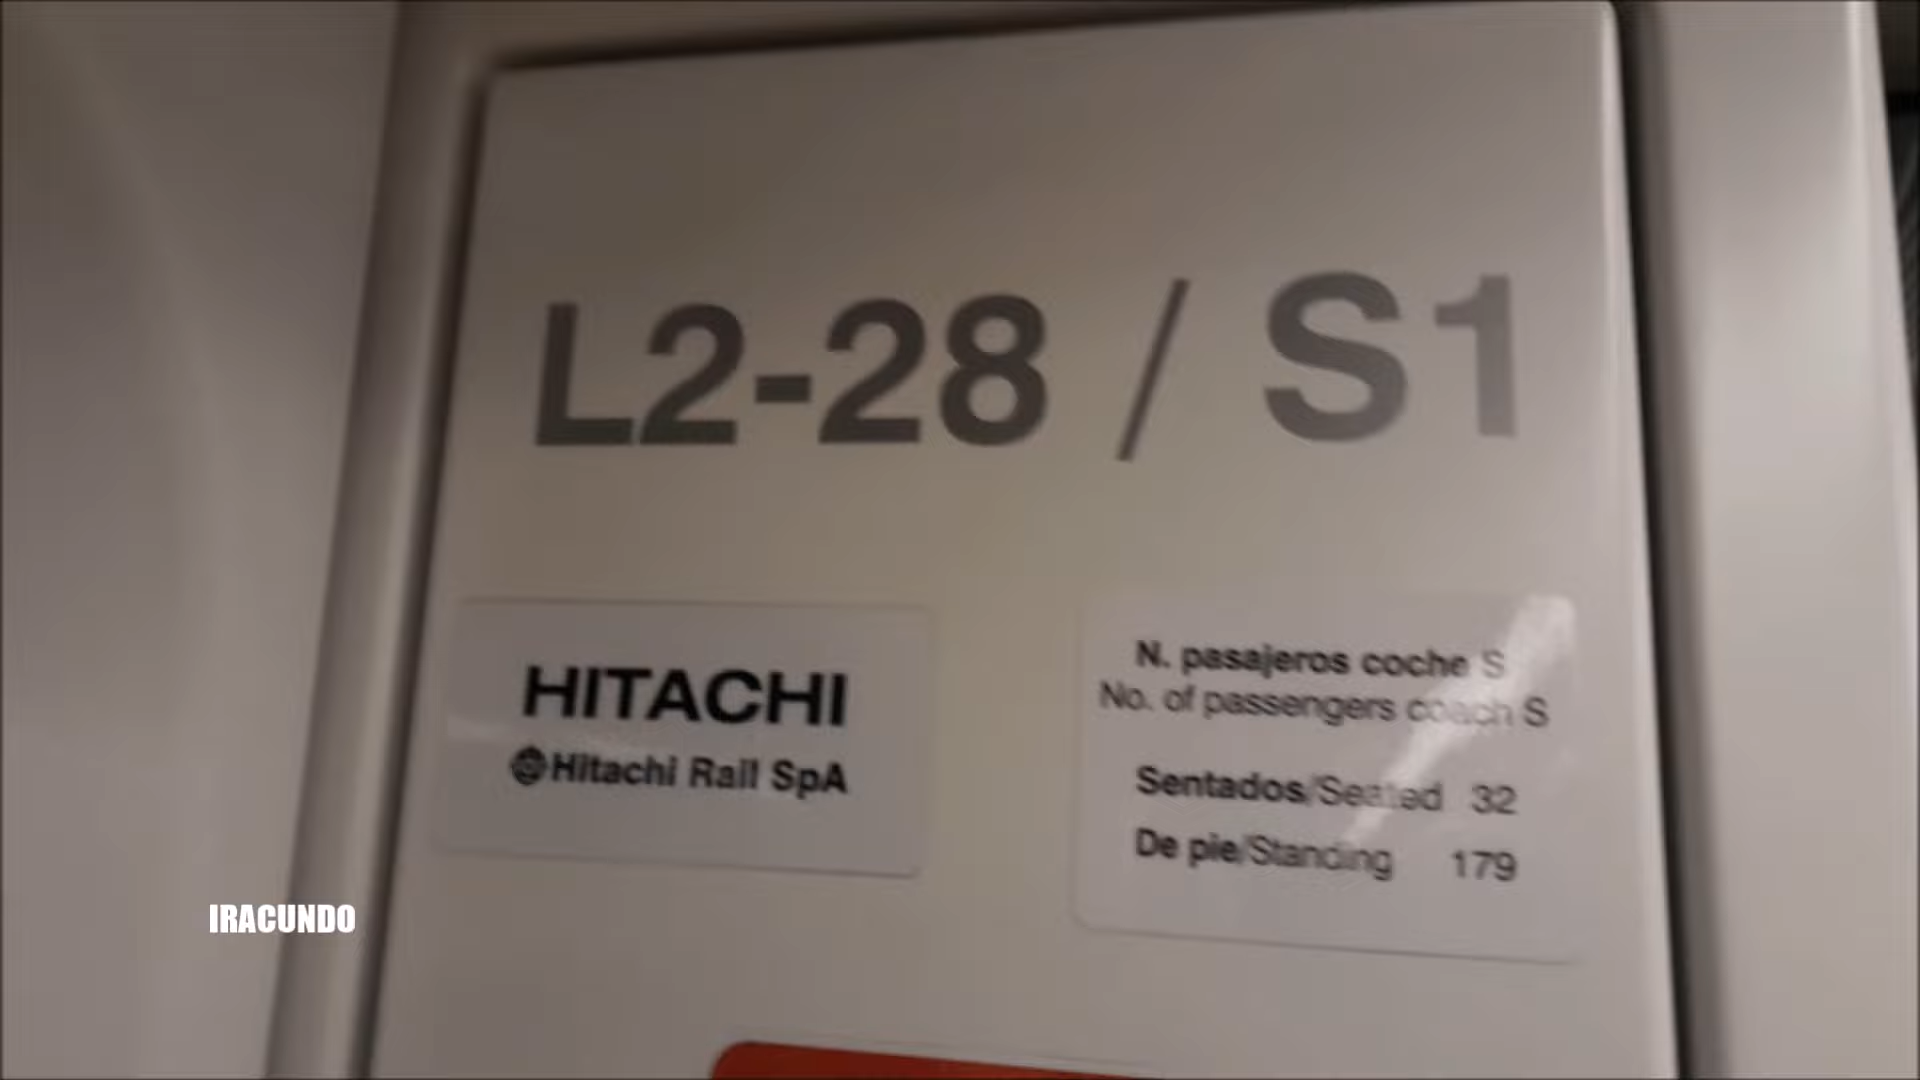 L2-28 / S1
HITACHI
Hitachi Rail SpA
N. pasajeros coche S
No. of passengers coach S
Sentados/Seated 32
De pie/Standing 179
IRACUNDO